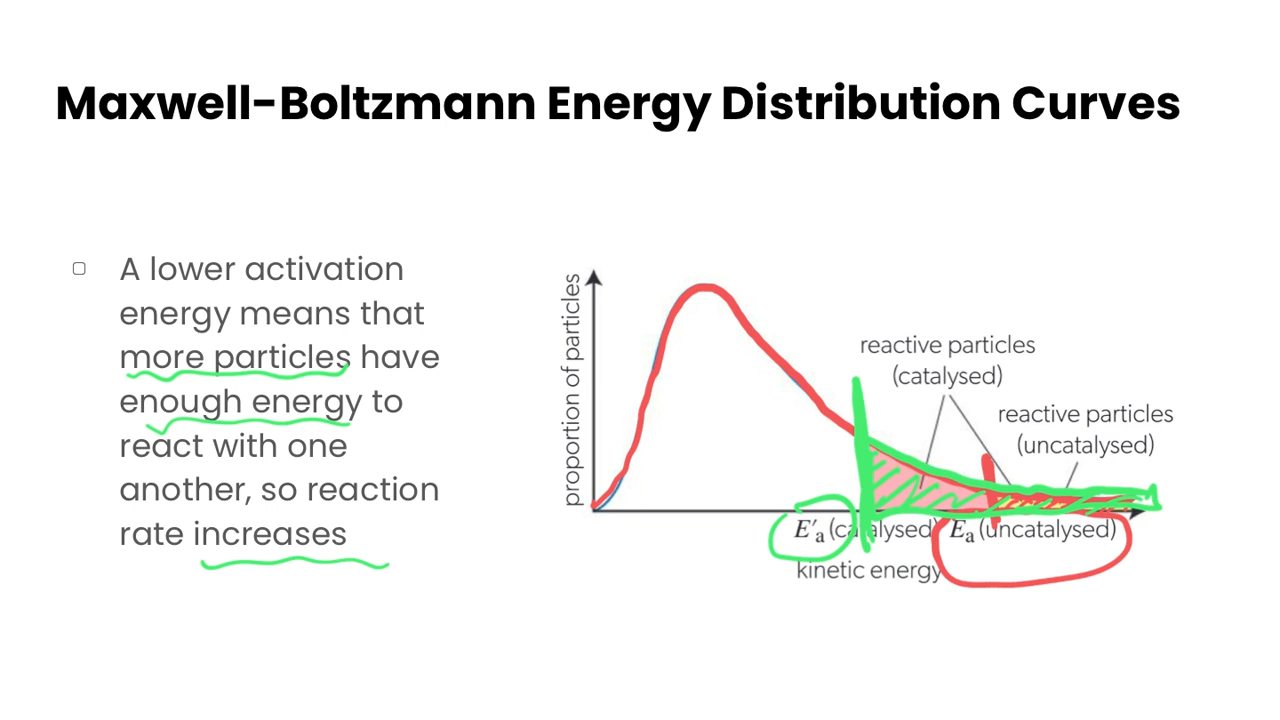 Maxwell-Boltzmann Energy Distribution Curves
A lower activation
energy means that
more particles have
enough energy to
react with one
another, so reaction
rate increases
proportion of particles
reactive particles
(catalysed)
reactive particles
(uncatalysed)
E′a (catalysed) Ea (uncatalysed)
kinetic energy